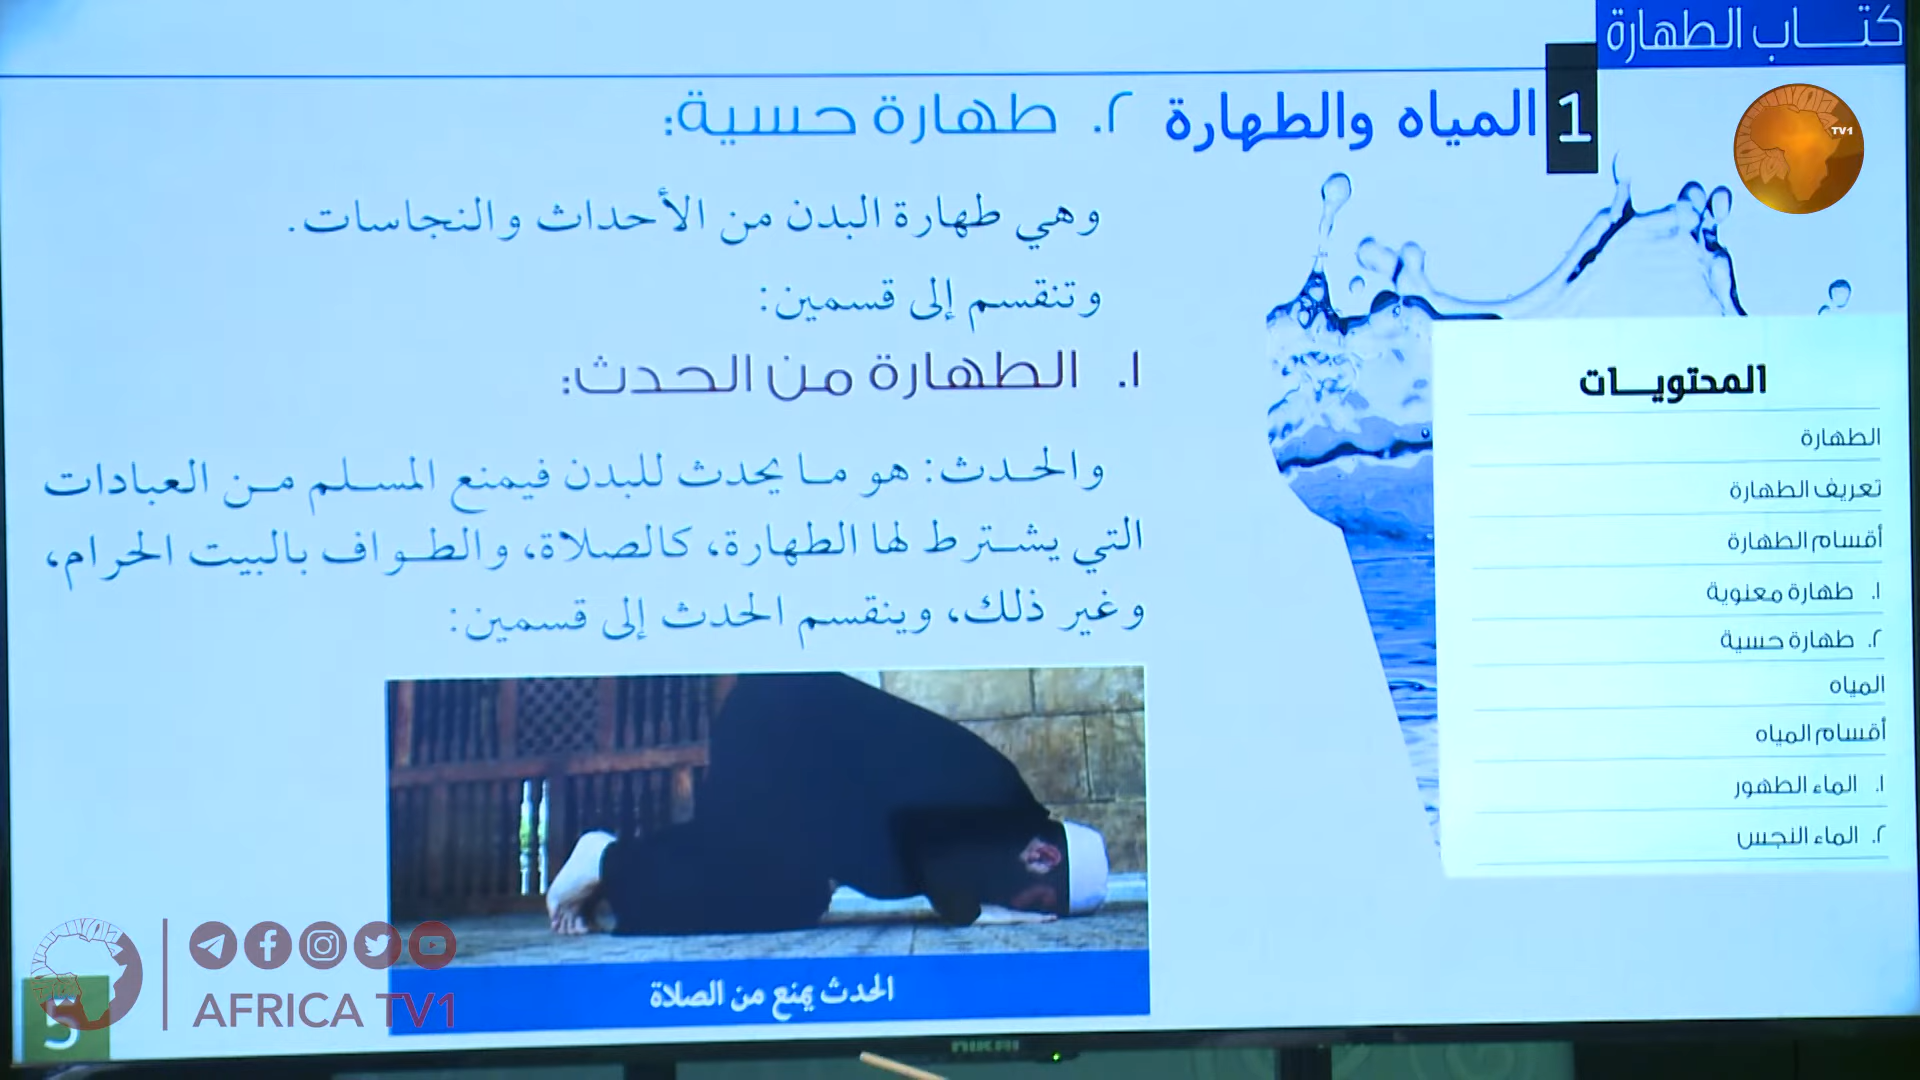 كتـــاب الطهارة
1 المياه والطهارة
TV1
٢. طهارة حسية:
وهي طهارة البدن من الأحداث والنجاسات.
وتنقسم إلى قسمين:
١. الطهارة من الحدث:
والحدث: هو ما يحدث للبدن فيمنع المسلم من العبادات
التي يشترط لها الطهارة، كالصلاة، والطواف بالبيت الحرام،
وغير ذلك، وينقسم الحدث إلى قسمين:
الحدث يمنع من الصلاة
المحتويـــات
الطهارة
تعريف الطهارة
أقسام الطهارة
١. طهارة معنوية
٢. طهارة حسية
المياه
أقسام المياه
١. الماء الطهور
٢. الماء النجس
AFRICA TV1
5
NIKAI